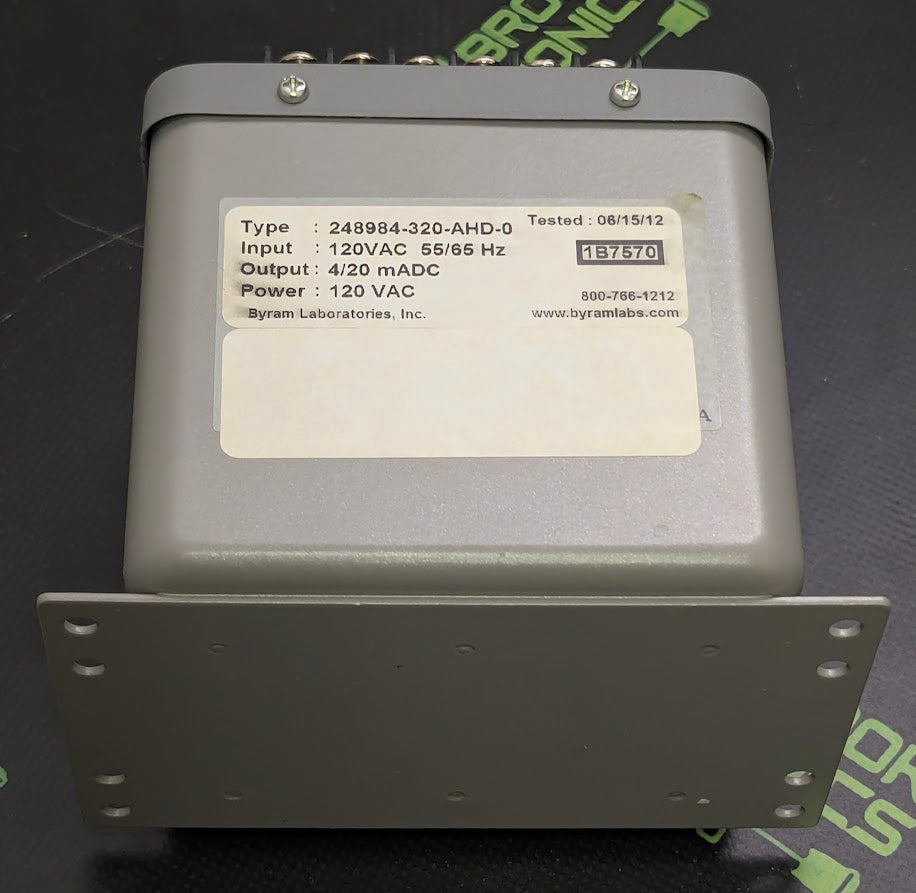 Type : 248984-320-AHD-0 Tested : 06/15/12
Input : 120VAC 55/65 Hz 1B7570
Output : 4/20 mADC
Power : 120 VAC 800-766-1212
Byram Laboratories, Inc. www.byramlabs.com
A